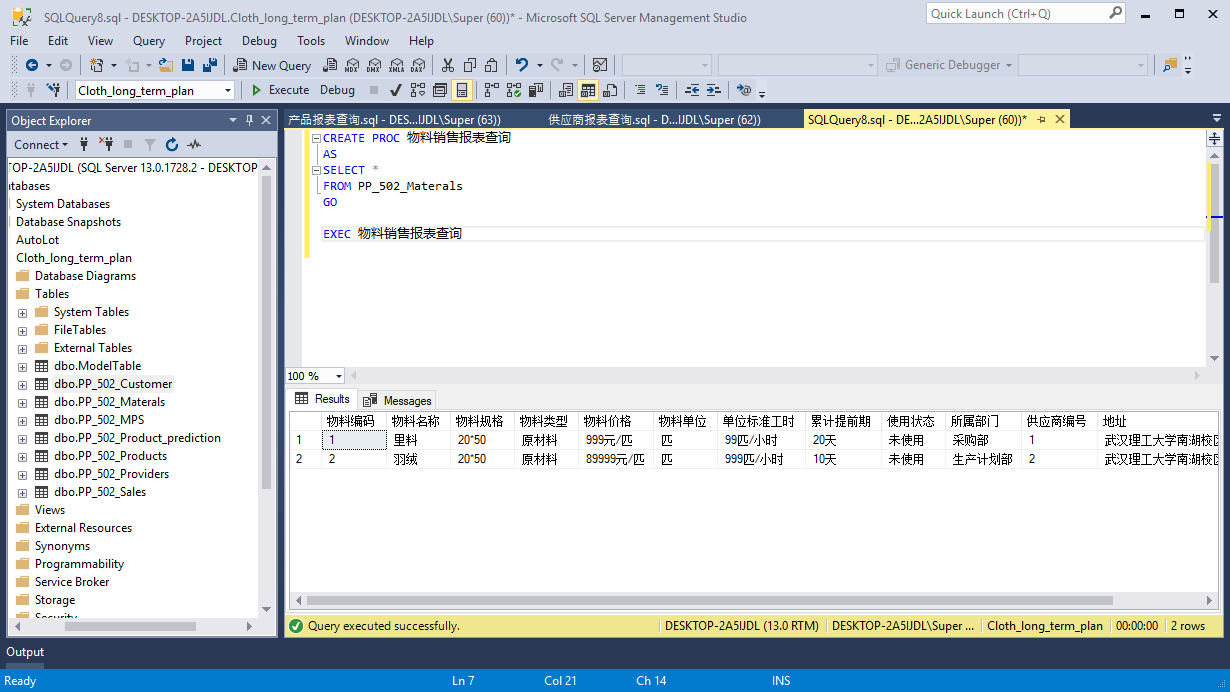 SQLQuery8.sql - DESKTOP-2A5IJDL.Cloth_long_term_plan (DESKTOP-2A5IJDL\Super (60))* - Microsoft SQL Server Management Studio
Quick Launch (Ctrl+Q)
File Edit View Query Project Debug Tools Window Help
New Query MDX DMX XMLA DAX Generic Debugger
Cloth_long_term_plan Execute Debug
Object Explorer
产品报表查询.sql - DES...IJDL\Super (63)) 供应商报表查询.sql - D...IJDL\Super (62)) SQLQuery8.sql - DE...2A5IJDL\Super (60))*
Connect
TOP-2A5IJDL (SQL Server 13.0.1728.2 - DESKTOP
atabases
System Databases
Database Snapshots
AutoLot
Cloth_long_term_plan
Database Diagrams
Tables
System Tables
FileTables
External Tables
dbo.ModelTable
dbo.PP_502_Customer
dbo.PP_502_Materals
dbo.PP_502_MPS
dbo.PP_502_Product_prediction
dbo.PP_502_Products
dbo.PP_502_Providers
dbo.PP_502_Sales
Views
External Resources
Synonyms
Programmability
Service Broker
Storage
Security
CREATE PROC 物料销售报表查询
AS
SELECT *
FROM PP_502_Materals
GO
EXEC 物料销售报表查询
100 %
Results Messages
物料编码 物料名称 物料规格 物料类型 物料价格 物料单位 单位标准工时 累计提前期 使用状态 所属部门 供应商编号 地址
1 1 里料 20*50 原材料 999元/匹 匹 99匹/小时 20天 未使用 采购部 1 武汉理工大学南湖校区
2 2 羽绒 20*50 原材料 89999元/匹 匹 999匹/小时 10天 未使用 生产计划部 2 武汉理工大学南湖校区
Query executed successfully. DESKTOP-2A5IJDL (13.0 RTM) DESKTOP-2A5IJDL\Super ... Cloth_long_term_plan 00:00:00 2 rows
Output
Ready Ln 7 Col 21 Ch 14 INS